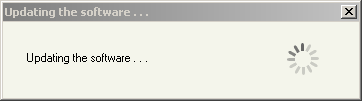 Updating the software . . .
Updating the software . . .